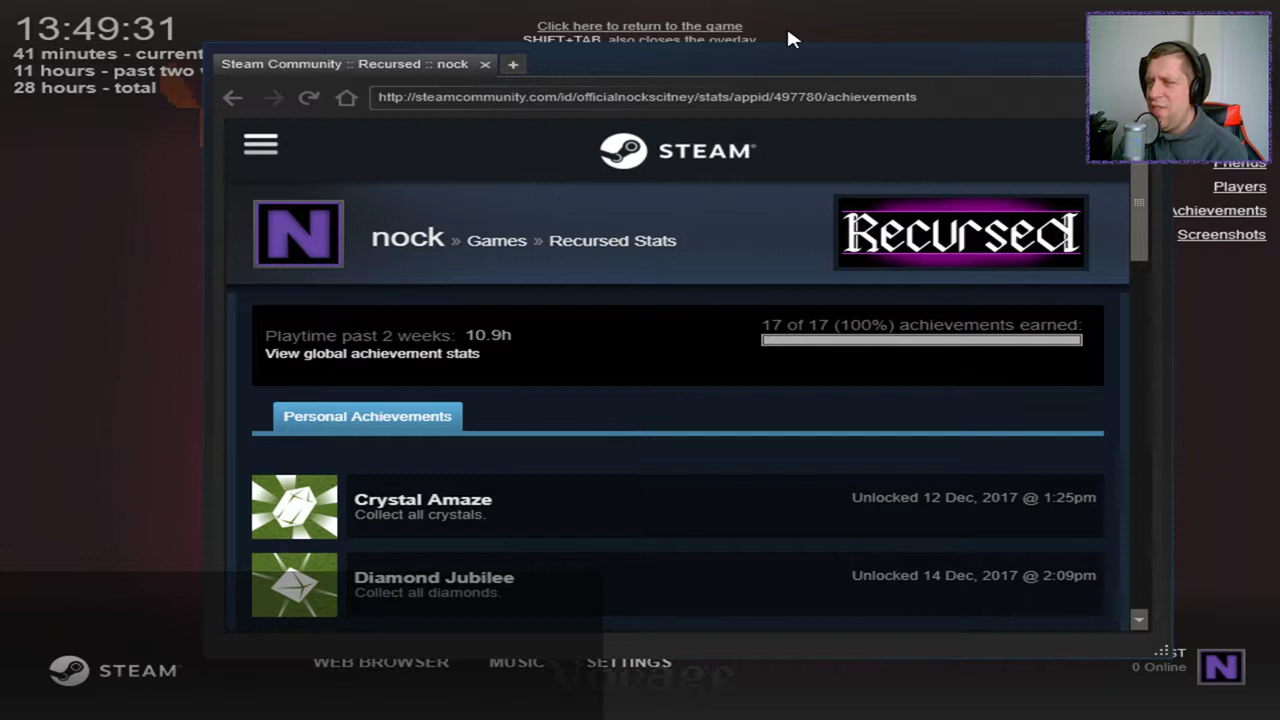 13:49:31
41 minutes - current
11 hours - past two
28 hours - total
Click here to return to the game
SHIFT+TAB also closes the overlay
Steam Community :: Recursed :: nock
http://steamcommunity.com/id/officialnockscitney/stats/appid/497780/achievements
STEAM
N
nock » Games » Recursed Stats
Recursed
Friends
Players
Achievements
Screenshots
Playtime past 2 weeks: 10.9h
17 of 17 (100%) achievements earned:
View global achievement stats
Personal Achievements
Crystal Amaze
Unlocked 12 Dec, 2017 @ 1:25pm
Collect all crystals.
Diamond Jubilee
Unlocked 14 Dec, 2017 @ 2:09pm
Collect all diamonds.
STEAM
WEB BROWSER
MUSIC
SETTINGS
Voyage
0 Online
N